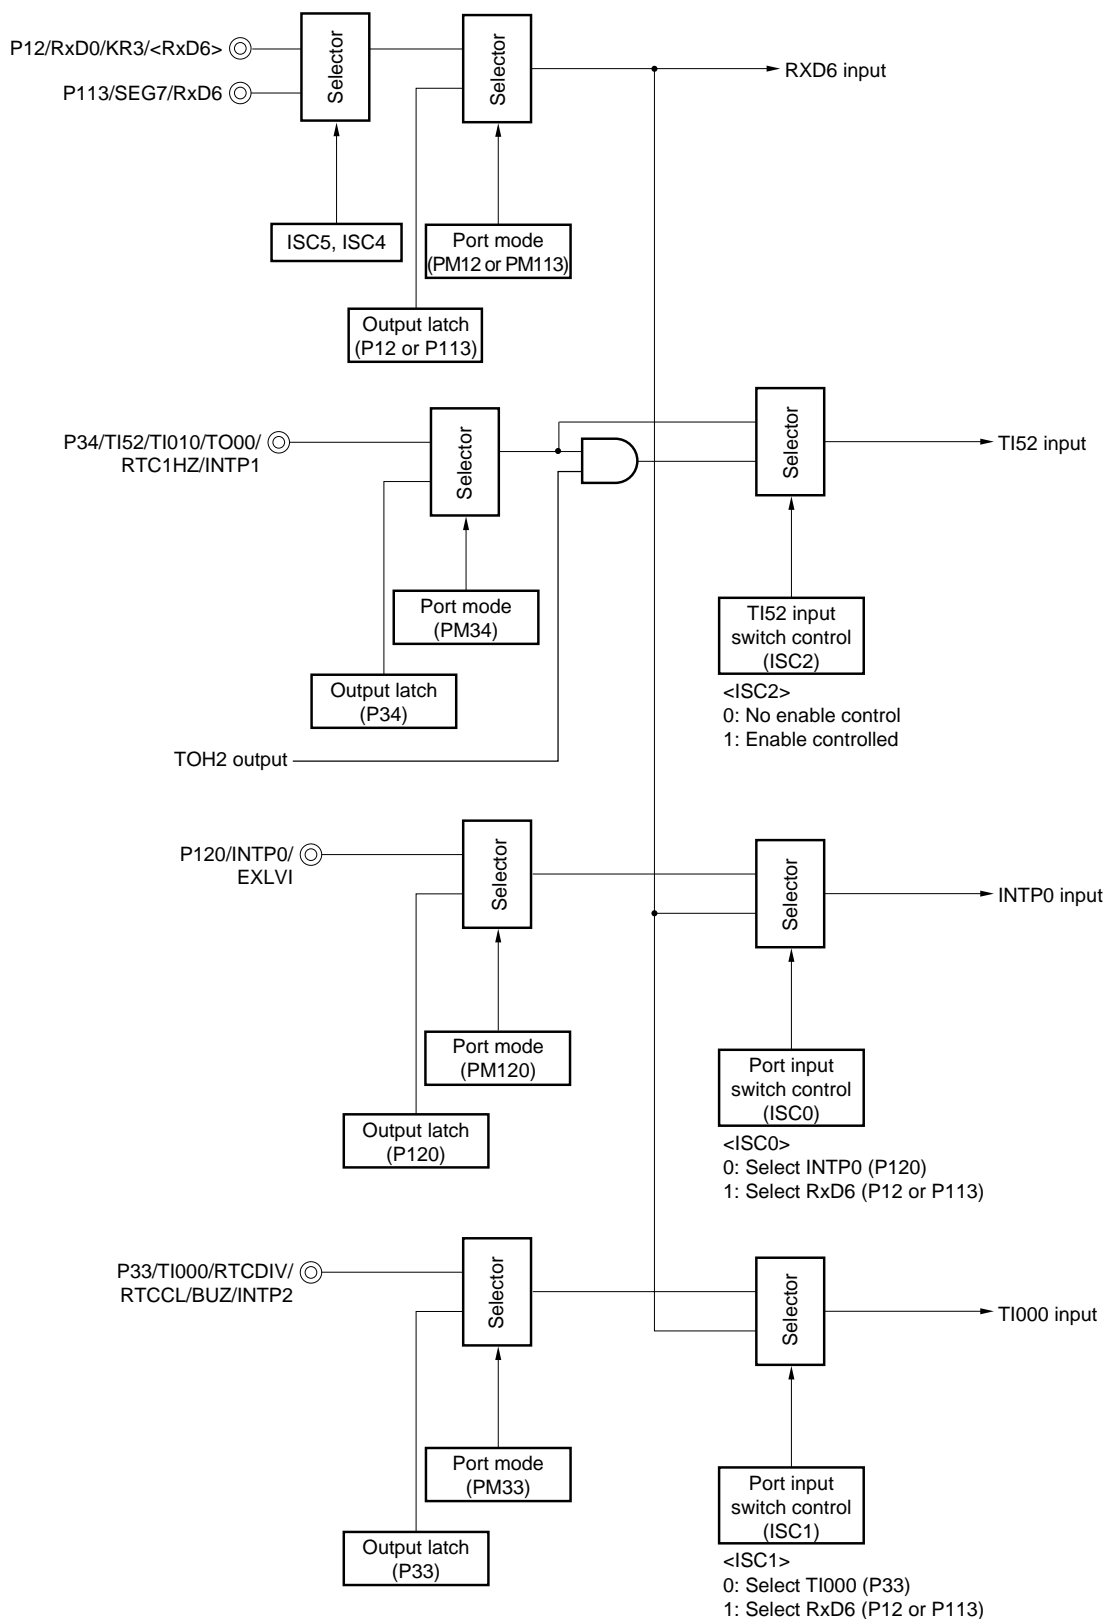 P12/RxD0/KR3/<RxD6>
P113/SEG7/RxD6
Selector
Selector
RXD6 input
ISC5, ISC4
Port mode
(PM12 or PM113)
Output latch
(P12 or P113)
P34/TI52/TI010/TO00/
RTC1HZ/INTP1
Selector
Selector
TI52 input
Port mode
(PM34)
Output latch
(P34)
TI52 input
switch control
(ISC2)
<ISC2>
0: No enable control
1: Enable controlled
TOH2 output
P120/INTP0/
EXLVI
Selector
Selector
INTP0 input
Port mode
(PM120)
Output latch
(P120)
Port input
switch control
(ISC0)
<ISC0>
0: Select INTP0 (P120)
1: Select RxD6 (P12 or P113)
P33/TI000/RTCDIV/
RTCCL/BUZ/INTP2
Selector
Selector
TI000 input
Port mode
(PM33)
Output latch
(P33)
Port input
switch control
(ISC1)
<ISC1>
0: Select TI000 (P33)
1: Select RxD6 (P12 or P113)